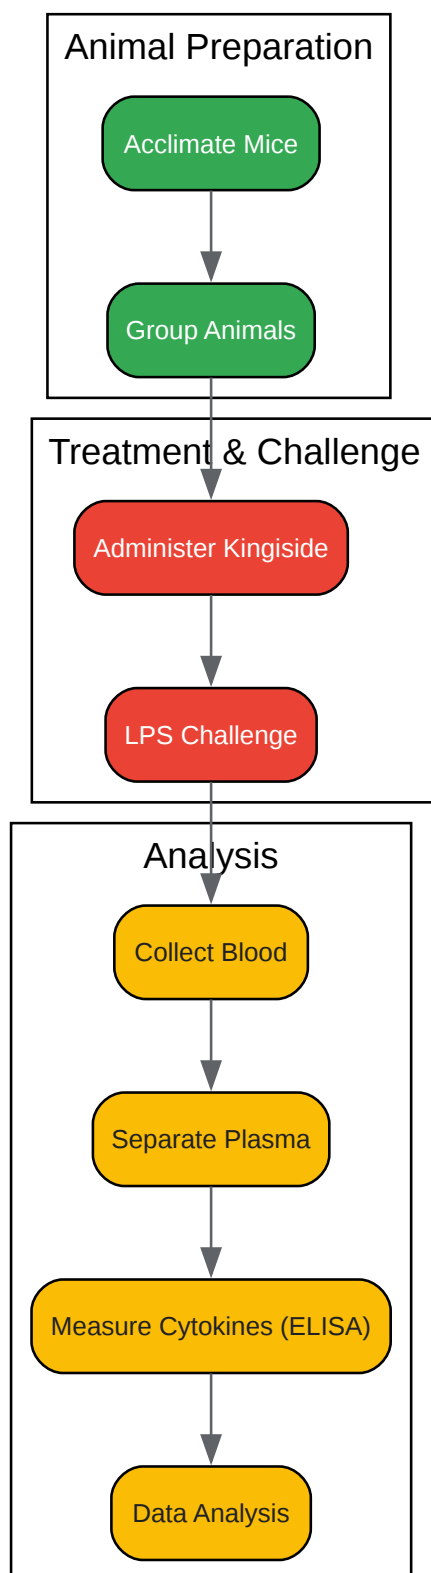 Animal Preparation
Acclimate Mice
Group Animals
Treatment & Challenge
Administer Kingiside
LPS Challenge
Analysis
Collect Blood
Separate Plasma
Measure Cytokines (ELISA)
Data Analysis